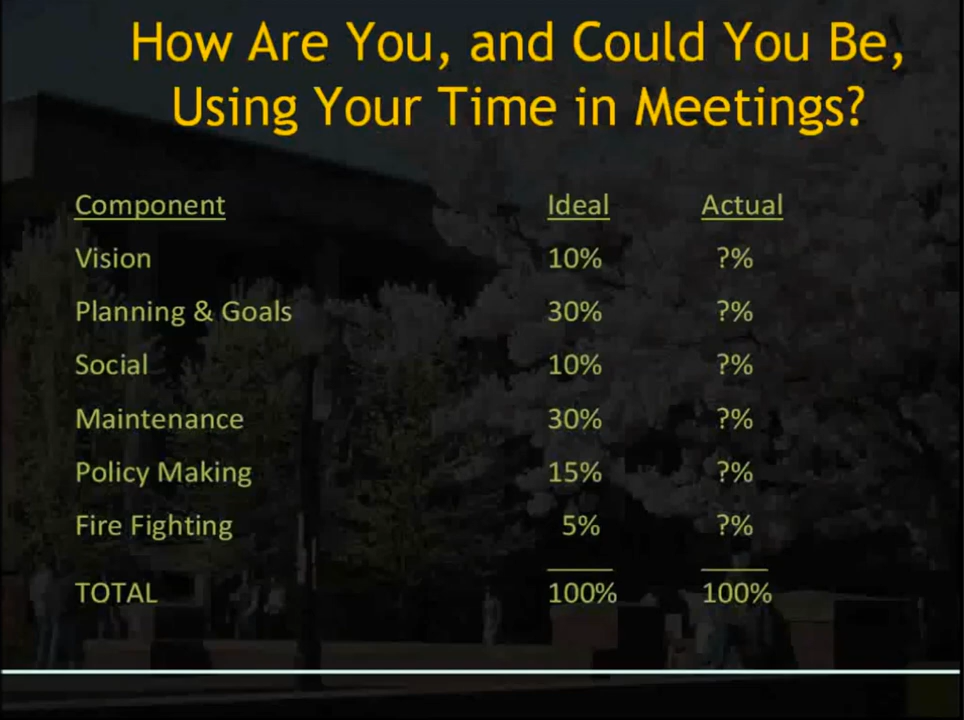 How Are You, and Could You Be,
Using Your Time in Meetings?
Component Ideal Actual
Vision 10% ?%
Planning & Goals 30% ?%
Social 10% ?%
Maintenance 30% ?%
Policy Making 15% ?%
Fire Fighting 5% ?%
TOTAL 100% 100%